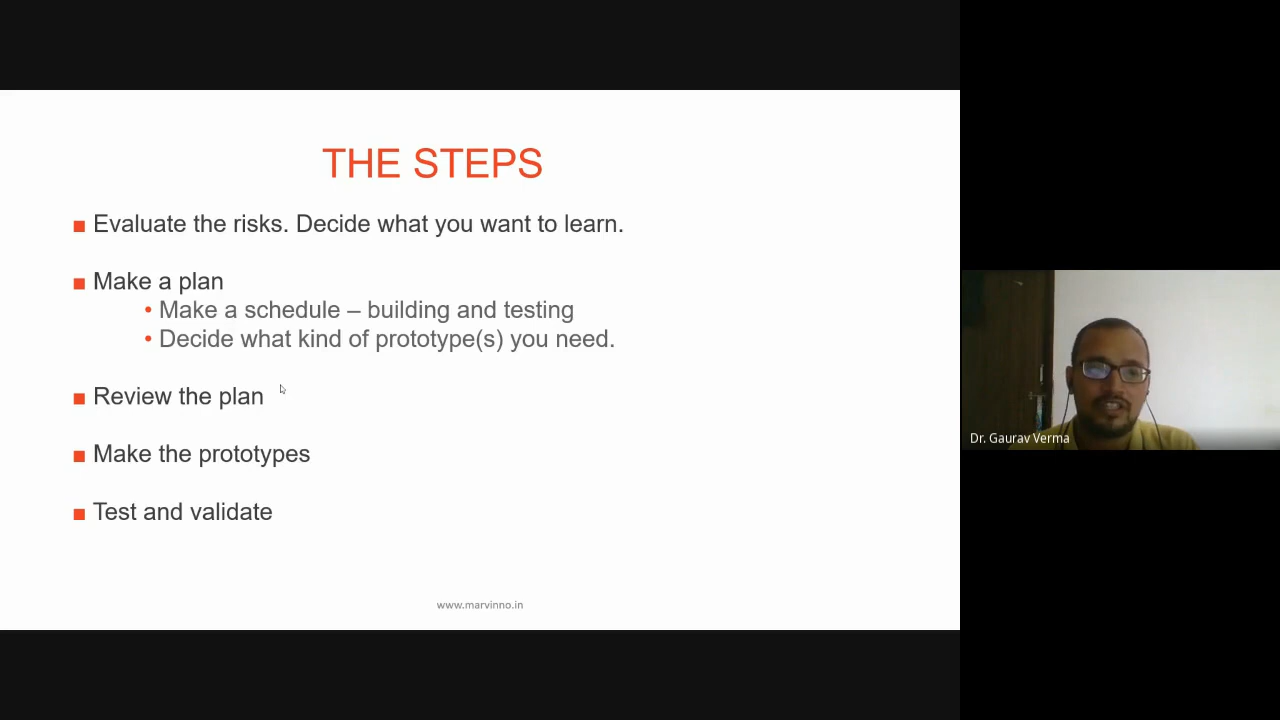 THE STEPS
Evaluate the risks. Decide what you want to learn.
Make a plan
Make a schedule – building and testing
Decide what kind of prototype(s) you need.
Review the plan
Make the prototypes
Test and validate
www.marvinno.in
Dr. Gaurav Verma